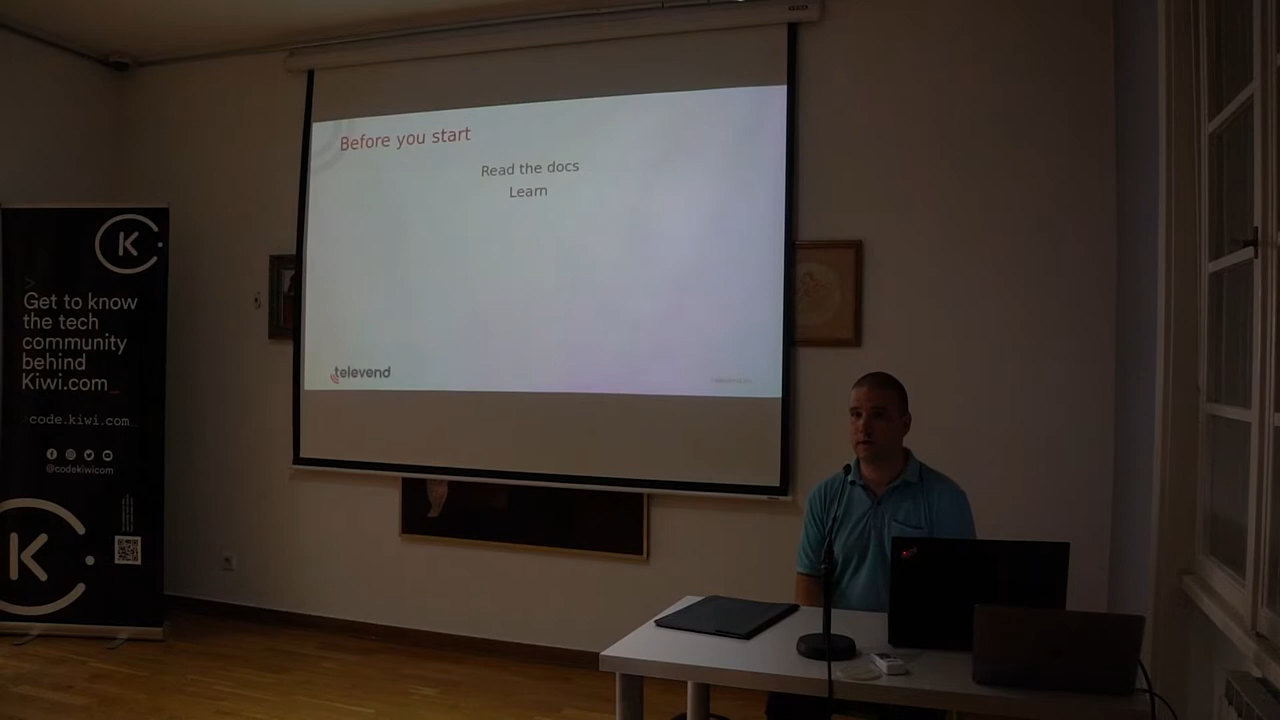 Before you start
Read the docs
Learn
televend
>
Get to know
the tech
community
behind
Kiwi.com_
code.kiwi.com
@codekiwicom
K
K